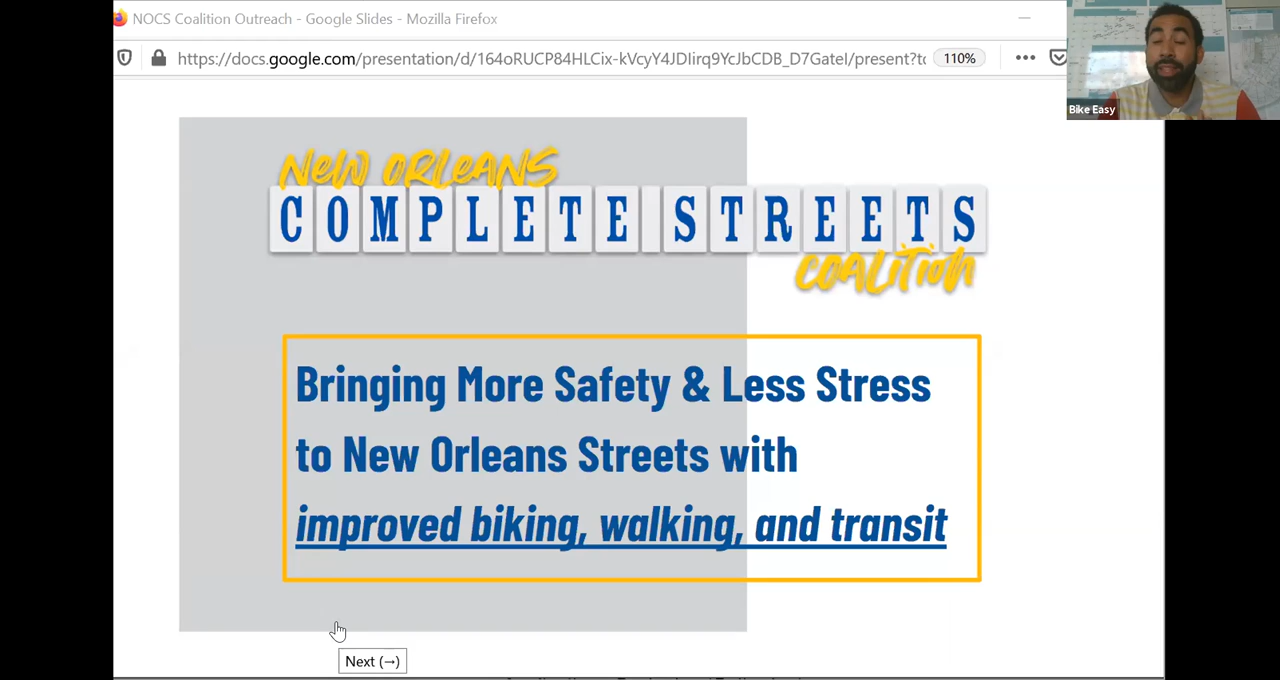 NOCS Coalition Outreach - Google Slides - Mozilla Firefox
https://docs.google.com/presentation/d/164oRUCP84HLCix-kVcyY4JDIirq9YcJbCDB_D7GateI/present?to
110%
Bike Easy
NEW ORLEANS
COMPLETE STREETS
COALITION
Bringing More Safety & Less Stress
to New Orleans Streets with
improved biking, walking, and transit
Next (→)